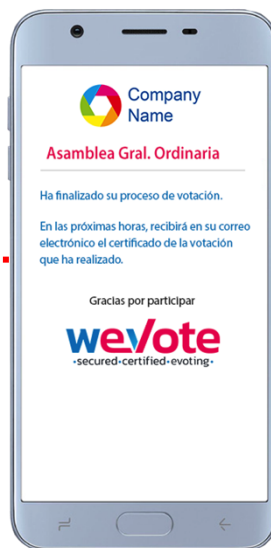 Company
Name
Asamblea Gral. Ordinaria
Ha finalizado su proceso de votación.
En las próximas horas, recibirá en su correo
electrónico el certificado de la votación
que ha realizado.
Gracias por participar
wevote
•secured•certified•evoting•